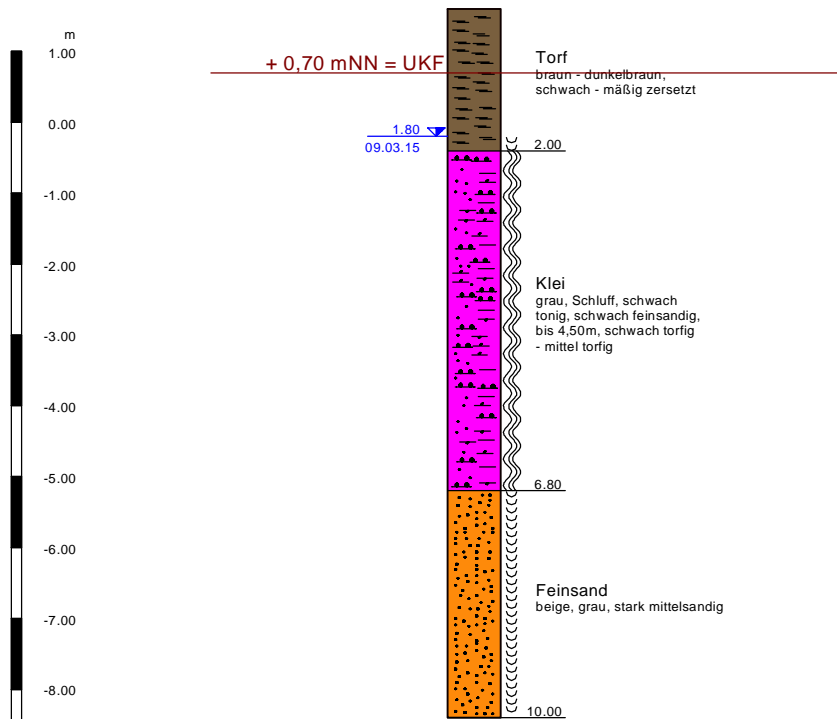 m
1.00
+ 0,70 mNN = UKF
Torf
braun - dunkelbraun,
schwach - mäßig zersetzt
0.00
1.80
09.03.15
2.00
-1.00
-2.00
Klei
grau, Schluff, schwach
tonig, schwach feinsandig,
bis 4,50m, schwach torfig
- mittel torfig
-3.00
-4.00
-5.00
6.80
-6.00
Feinsand
beige, grau, stark mittelsandig
-7.00
-8.00
10.00